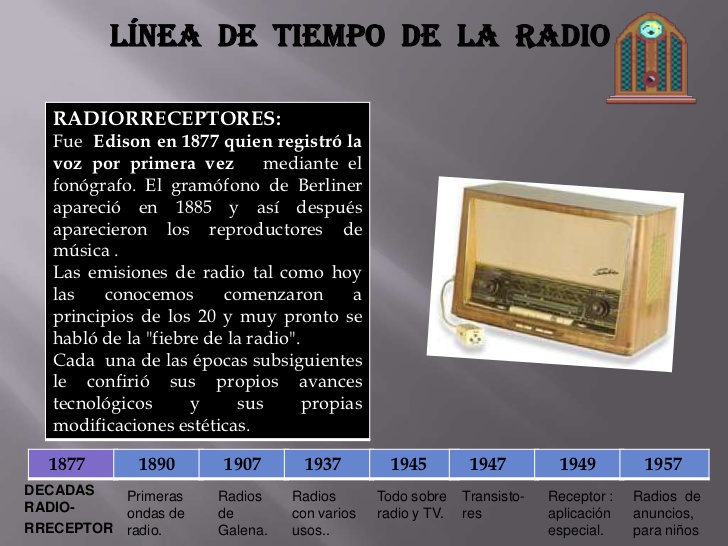 LÍNEA DE TIEMPO DE LA RADIO
RADIORRECEPTORES:
Fue Edison en 1877 quien registró la
voz por primera vez mediante el
fonógrafo. El gramófono de Berliner
apareció en 1885 y así después
aparecieron los reproductores de
música .
Las emisiones de radio tal como hoy
las conocemos comenzaron a
principios de los 20 y muy pronto se
habló de la "fiebre de la radio".
Cada una de las épocas subsiguientes
le confirió sus propios avances
tecnológicos y sus propias
modificaciones estéticas.
1877 1890 1907 1937 1945 1947 1949 1957
DECADAS
RADIO-
RRECEPTOR
Primeras
ondas de
radio.
Radios
de
Galena.
Radios
con varios
usos..
Todo sobre
radio y TV.
Transisto-
res
Receptor :
aplicación
especial.
Radios de
anuncios,
para niños